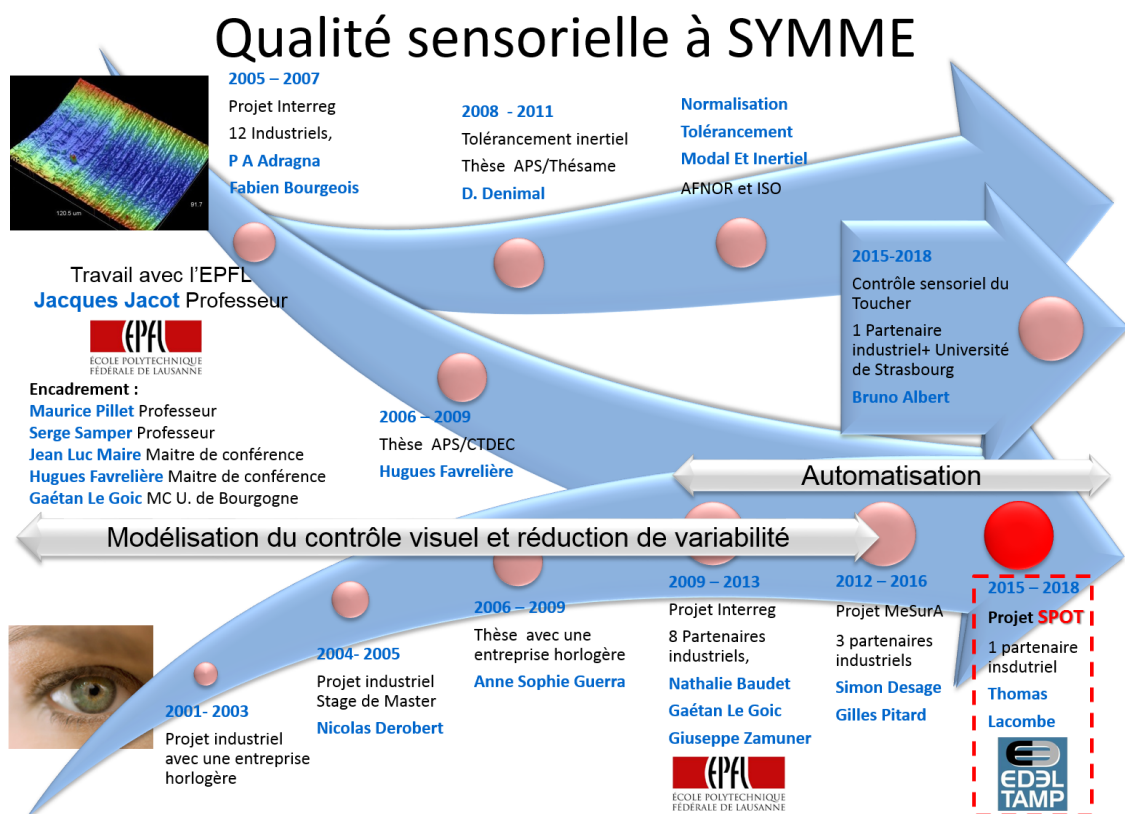 Qualité sensorielle à SYMME
2005 – 2007
Projet Interreg
12 Industriels,
P A Adragna
Fabien Bourgeois
2008 - 2011
Tolérancement inertiel
Thèse APS/Thésame
D. Denimal
Normalisation
Tolérancement
Modal Et Inertiel
AFNOR et ISO
120.5 um
91.7
2015-2018
Contrôle sensoriel du
Toucher
1 Partenaire
industriel+ Université
de Strasbourg
Bruno Albert
Travail avec l'EPFL
Jacques Jacot Professeur
EPFL
ÉCOLE POLYTECHNIQUE
FÉDÉRALE DE LAUSANNE
Encadrement :
Maurice Pillet Professeur
Serge Samper Professeur
Jean Luc Maire Maitre de conférence
Hugues Favrelière Maitre de conférence
Gaétan Le Goic MC U. de Bourgogne
2006 – 2009
Thèse APS/CTDEC
Hugues Favrelière
Automatisation
Modélisation du contrôle visuel et réduction de variabilité
2001- 2003
Projet industriel
avec une entreprise
horlogère
2004- 2005
Projet industriel
Stage de Master
Nicolas Derobert
2006 – 2009
Thèse avec une
entreprise horlogère
Anne Sophie Guerra
2009 – 2013
Projet Interreg
8 Partenaires
industriels,
Nathalie Baudet
Gaétan Le Goic
Giuseppe Zamuner
EPFL
ÉCOLE POLYTECHNIQUE
FÉDÉRALE DE LAUSANNE
2012 – 2016
Projet MeSurA
3 partenaires
industriels
Simon Desage
Gilles Pitard
2015 – 2018
Projet SPOT
1 partenaire
insdutriel
Thomas
Lacombe
EDEL
TAMP